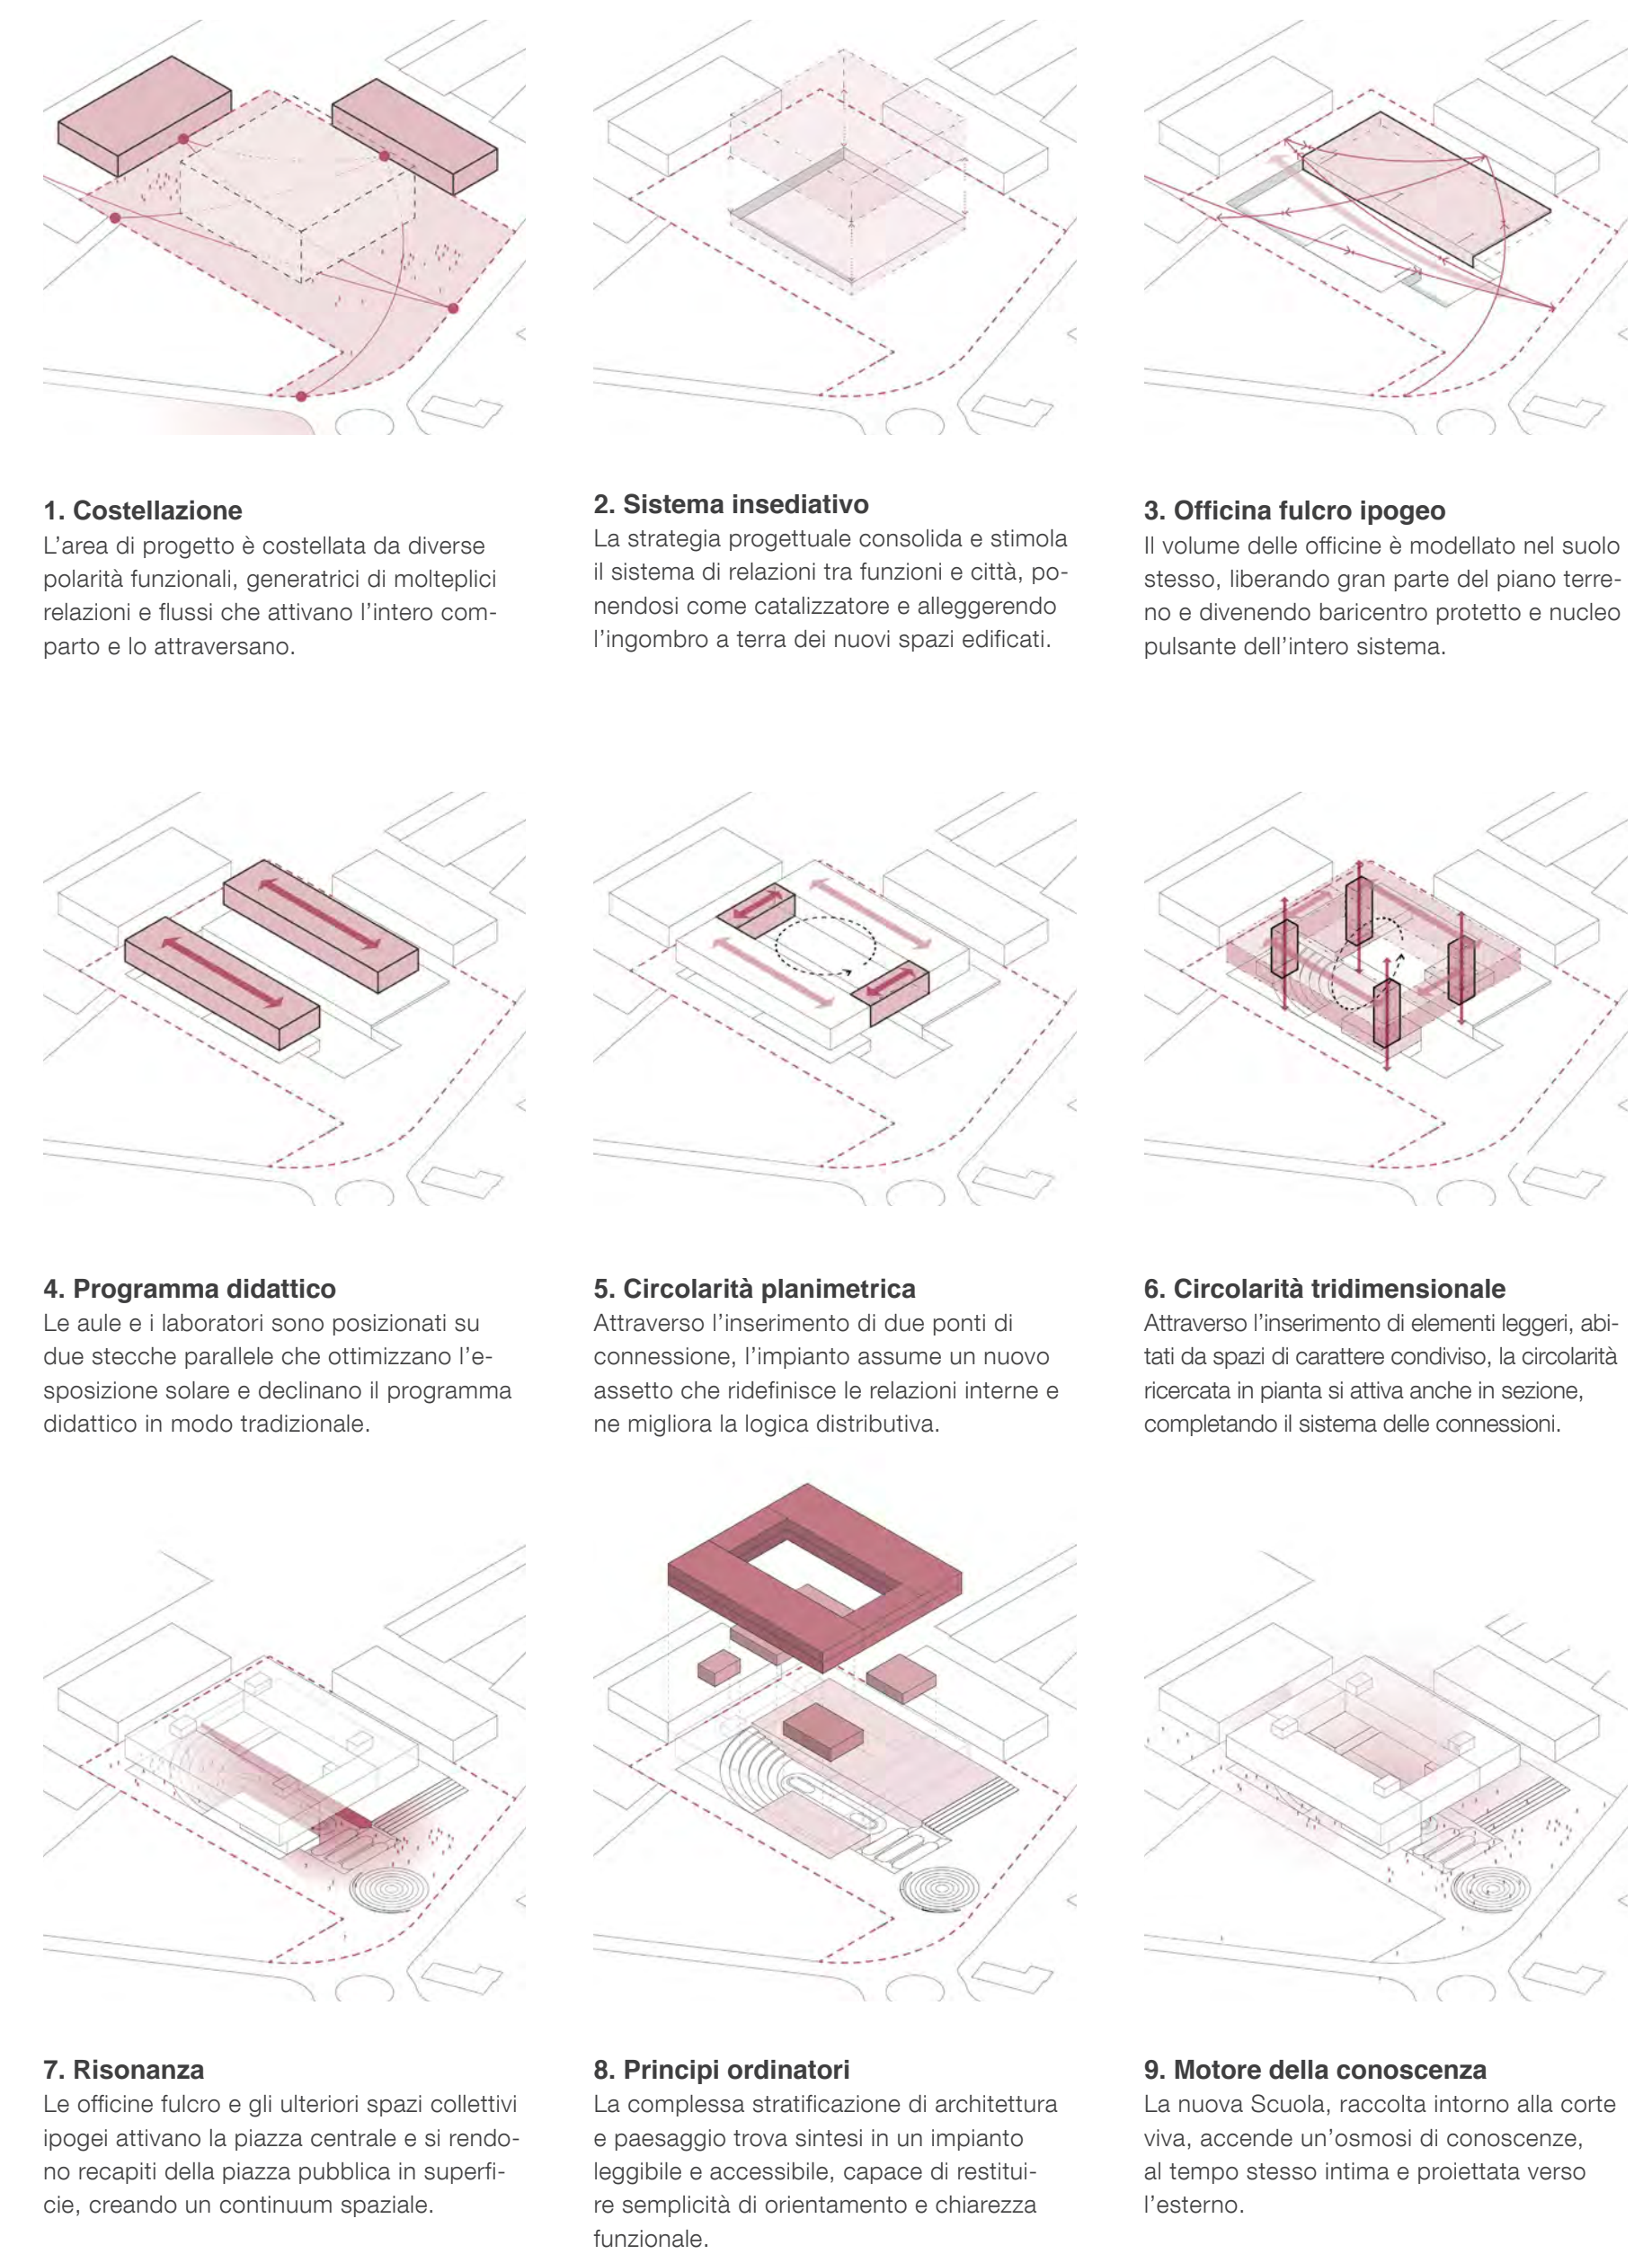 1. Costellazione
L'area di progetto è costellata da diverse
polarità funzionali, generatrici di molteplici
relazioni e flussi che attivano l'intero com-
parto e lo attraversano.
2. Sistema insediativo
La strategia progettuale consolida e stimola
il sistema di relazioni tra funzioni e città, po-
nendosi come catalizzatore e alleggerendo
l'ingombro a terra dei nuovi spazi edificati.
3. Officina fulcro ipogeo
Il volume delle officine è modellato nel suolo
stesso, liberando gran parte del piano terre-
no e divenendo baricentro protetto e nucleo
pulsante dell'intero sistema.
4. Programma didattico
Le aule e i laboratori sono posizionati su
due stecche parallele che ottimizzano l'e-
sposizione solare e declinano il programma
didattico in modo tradizionale.
5. Circolarità planimetrica
Attraverso l'inserimento di due ponti di
connessione, l'impianto assume un nuovo
assetto che ridefinisce le relazioni interne e
ne migliora la logica distributiva.
6. Circolarità tridimensionale
Attraverso l'inserimento di elementi leggeri, abi-
tati da spazi di carattere condiviso, la circolarità
ricercata in pianta si attiva anche in sezione,
completando il sistema delle connessioni.
7. Risonanza
Le officine fulcro e gli ulteriori spazi collettivi
ipogei attivano la piazza centrale e si rendo-
no recapiti della piazza pubblica in superfi-
cie, creando un continuum spaziale.
8. Principi ordinatori
La complessa stratificazione di architettura
e paesaggio trova sintesi in un impianto
leggibile e accessibile, capace di restitui-
re semplicità di orientamento e chiarezza
funzionale.
9. Motore della conoscenza
La nuova Scuola, raccolta intorno alla corte
viva, accende un'osmosi di conoscenze,
al tempo stesso intima e proiettata verso
l'esterno.